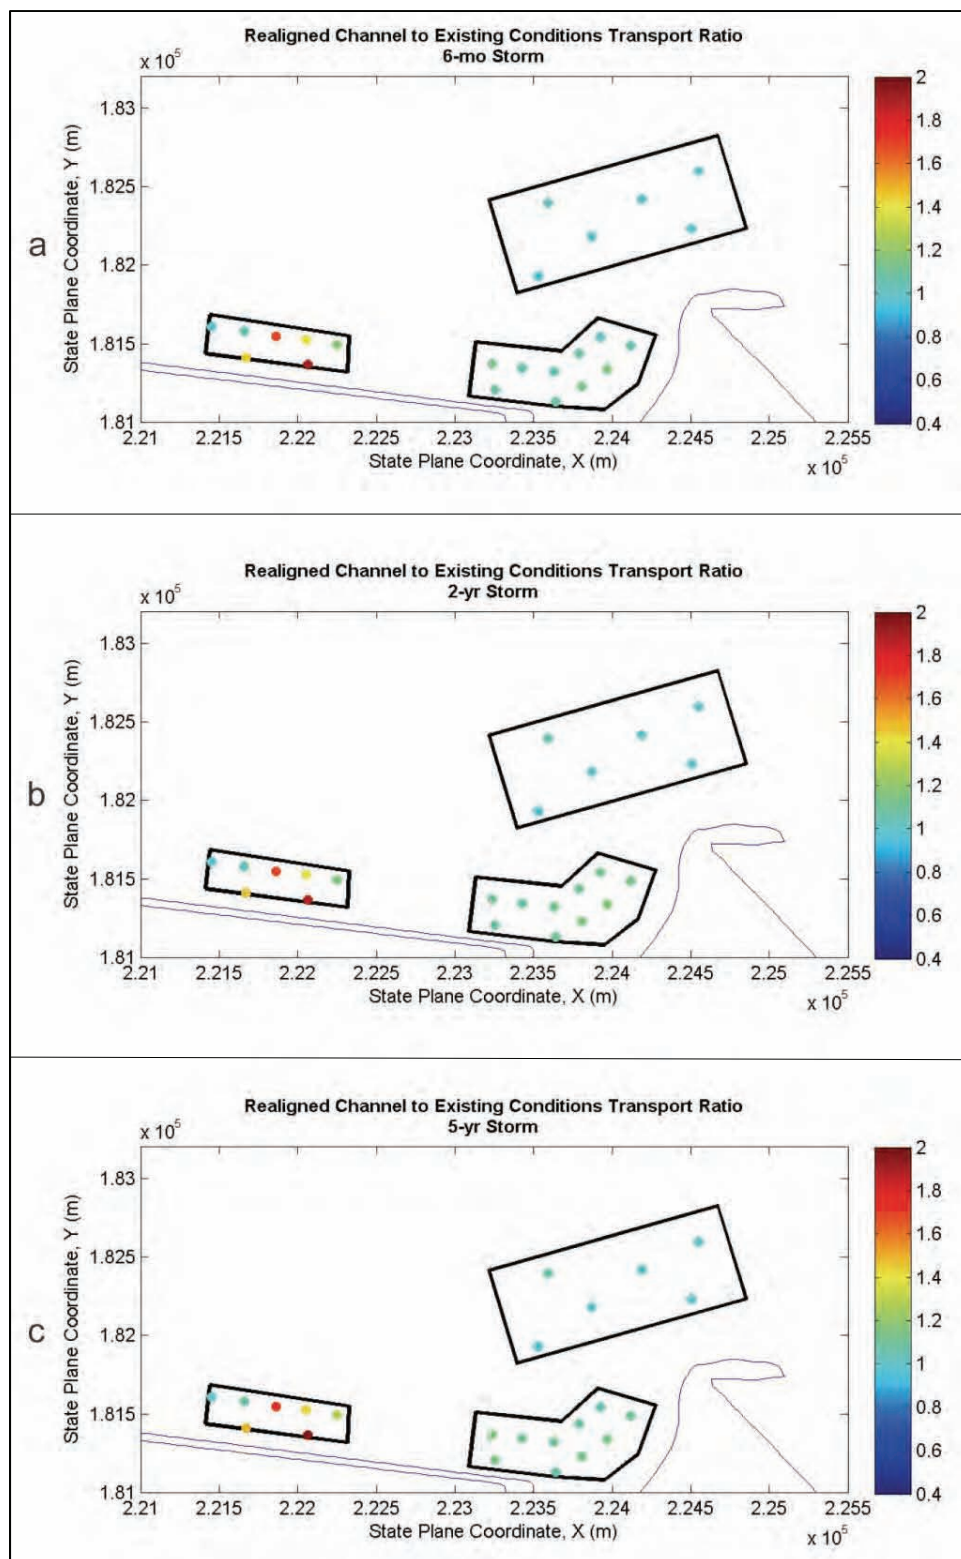 Realigned Channel to Existing Conditions Transport Ratio
6-mo Storm
x 10^5
a
State Plane Coordinate, Y (m)
1.83
1.825
1.82
1.815
1.81
2.21 2.215 2.22 2.225 2.23 2.235 2.24 2.245 2.25 2.255
State Plane Coordinate, X (m)
x 10^5
2
1.8
1.6
1.4
1.2
1
0.8
0.6
0.4
Realigned Channel to Existing Conditions Transport Ratio
2-yr Storm
x 10^5
b
State Plane Coordinate, Y (m)
1.83
1.825
1.82
1.815
1.81
2.21 2.215 2.22 2.225 2.23 2.235 2.24 2.245 2.25 2.255
State Plane Coordinate, X (m)
x 10^5
2
1.8
1.6
1.4
1.2
1
0.8
0.6
0.4
Realigned Channel to Existing Conditions Transport Ratio
5-yr Storm
x 10^5
c
State Plane Coordinate, Y (m)
1.83
1.825
1.82
1.815
1.81
2.21 2.215 2.22 2.225 2.23 2.235 2.24 2.245 2.25 2.255
State Plane Coordinate, X (m)
x 10^5
2
1.8
1.6
1.4
1.2
1
0.8
0.6
0.4